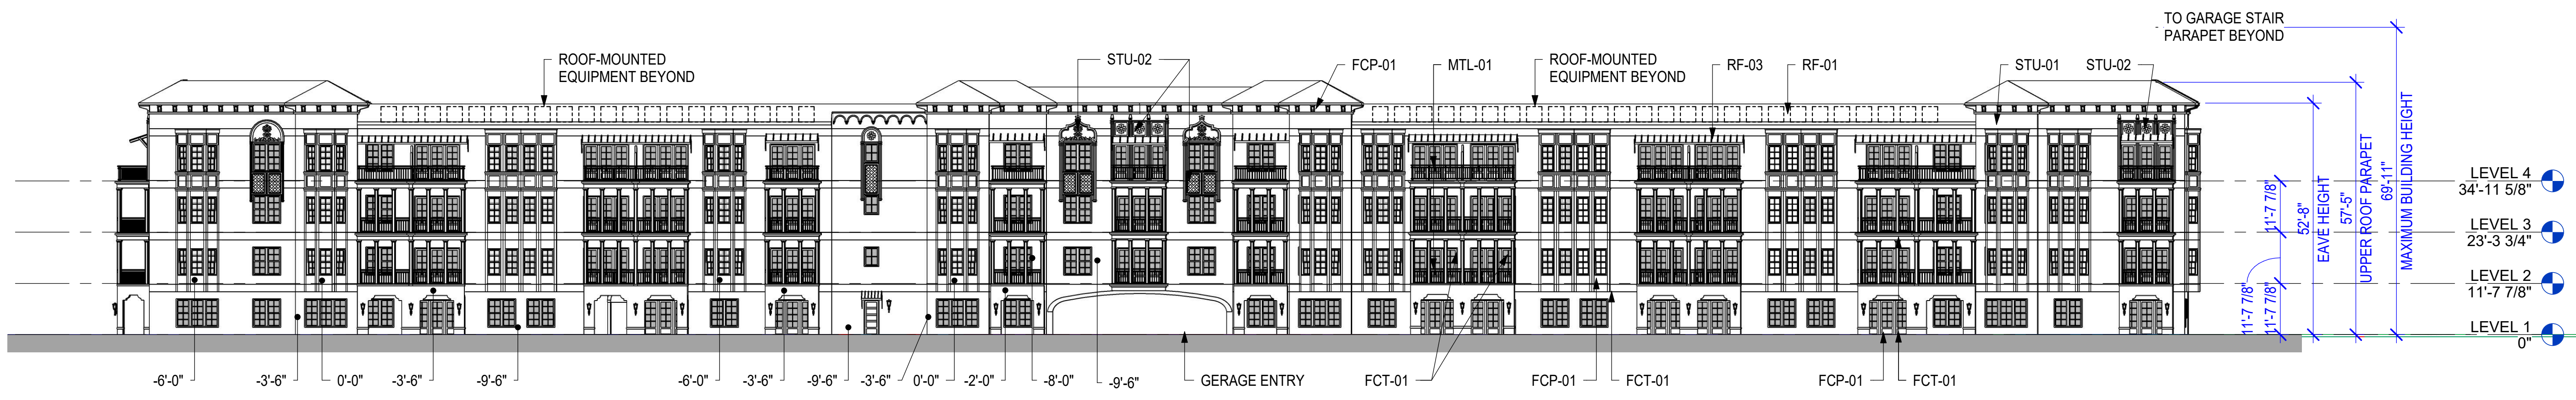 TO GARAGE STAIR
PARAPET BEYOND
ROOF-MOUNTED
EQUIPMENT BEYOND
STU-02
FCP-01
MTL-01
ROOF-MOUNTED
EQUIPMENT BEYOND
RF-03
RF-01
STU-01
STU-02
LEVEL 4
34'-11 5/8"
LEVEL 3
23'-3 3/4"
LEVEL 2
11'-7 7/8"
LEVEL 1
0"
11'-7 7/8"
11'-7 7/8"
11'-7 7/8"
52'-8"
EAVE HEIGHT
57'-5"
UPPER ROOF PARAPET
69'-11"
MAXIMUM BUILDING HEIGHT
-6'-0"
-3'-6"
0'-0"
-3'-6"
-9'-6"
-6'-0"
-3'-6"
-9'-6"
-3'-6"
0'-0"
-2'-0"
-8'-0"
-9'-6"
GERAGE ENTRY
FCT-01
FCP-01
FCT-01
FCP-01
FCT-01